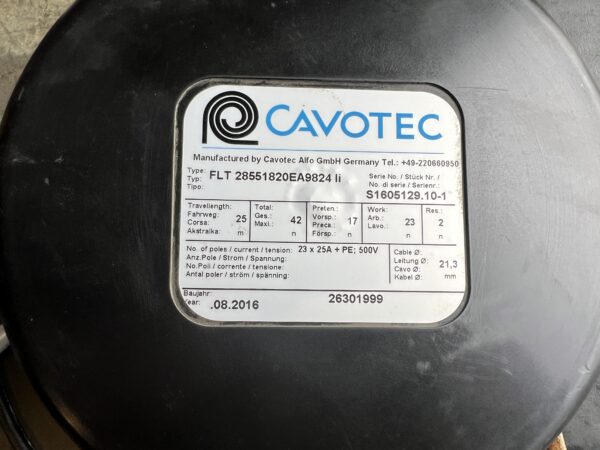 CAVOTEC
Manufactured by Cavotec Alfo GmbH Germany Tel.: +49-220660950
Type: Typ: Tipo: FLT 28551820EA9824 li
Serie No. / Stück Nr. /
No. di serie / Serienr.:
S1605129.10-1
Travellength: Total: Preten.: Work: Res.:
Fahrweg: 25 Ges.: 42 Vorsp.: 17 Arb.: 23 2
Corsa: Maxi.: Preca.: Lavo.:
Akstralka: m n Försp.: n n n
No. of poles / current / tension: 23 x 25A + PE; 500V Cable Ø:
Anz.Pole / Strom / Spannung: Leitung Ø: 21,3
No.Poli / corrente / tensione: Cavo Ø:
Antal poler / ström / spänning: Kabel Ø: mm
Baujahr:
Year: .08.2016 26301999